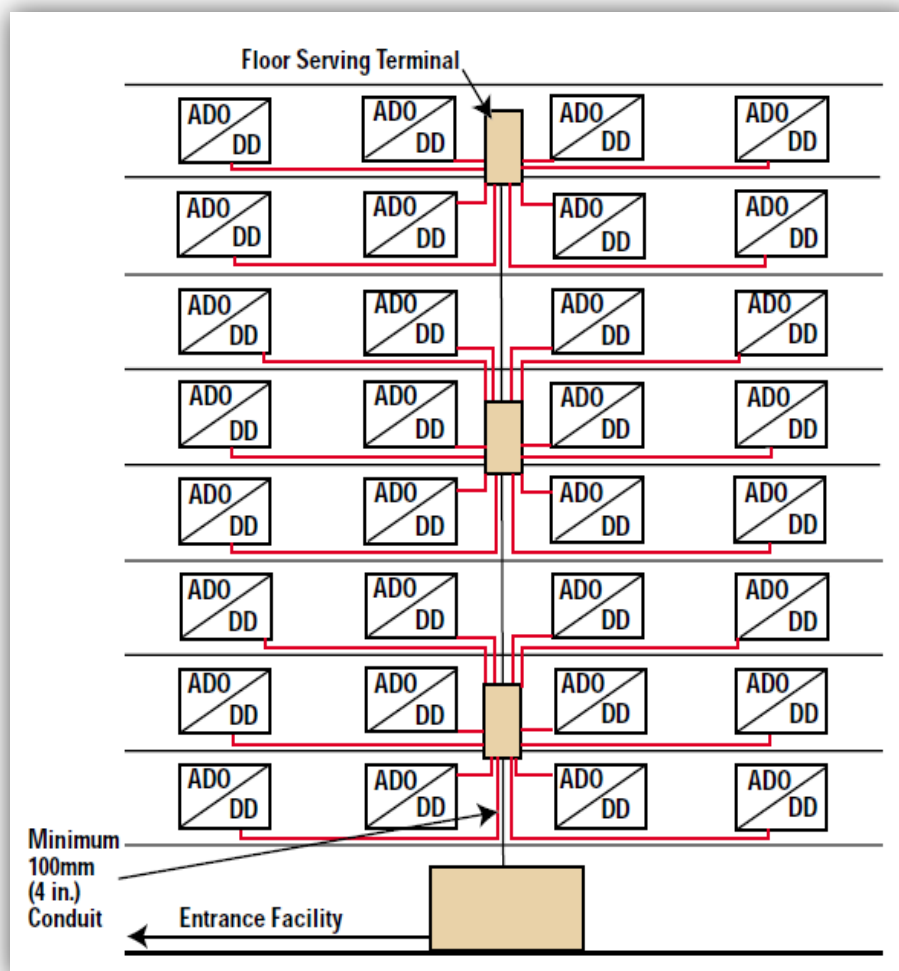 Floor Serving Terminal
ADO DD ADO DD ADO DD ADO DD
ADO DD ADO DD ADO DD ADO DD
ADO DD ADO DD ADO DD ADO DD
ADO DD ADO DD ADO DD ADO DD
ADO DD ADO DD ADO DD ADO DD
ADO DD ADO DD ADO DD ADO DD
ADO DD ADO DD ADO DD ADO DD
ADO DD ADO DD ADO DD ADO DD
Minimum
100mm
(4 in.)
Conduit
Entrance Facility